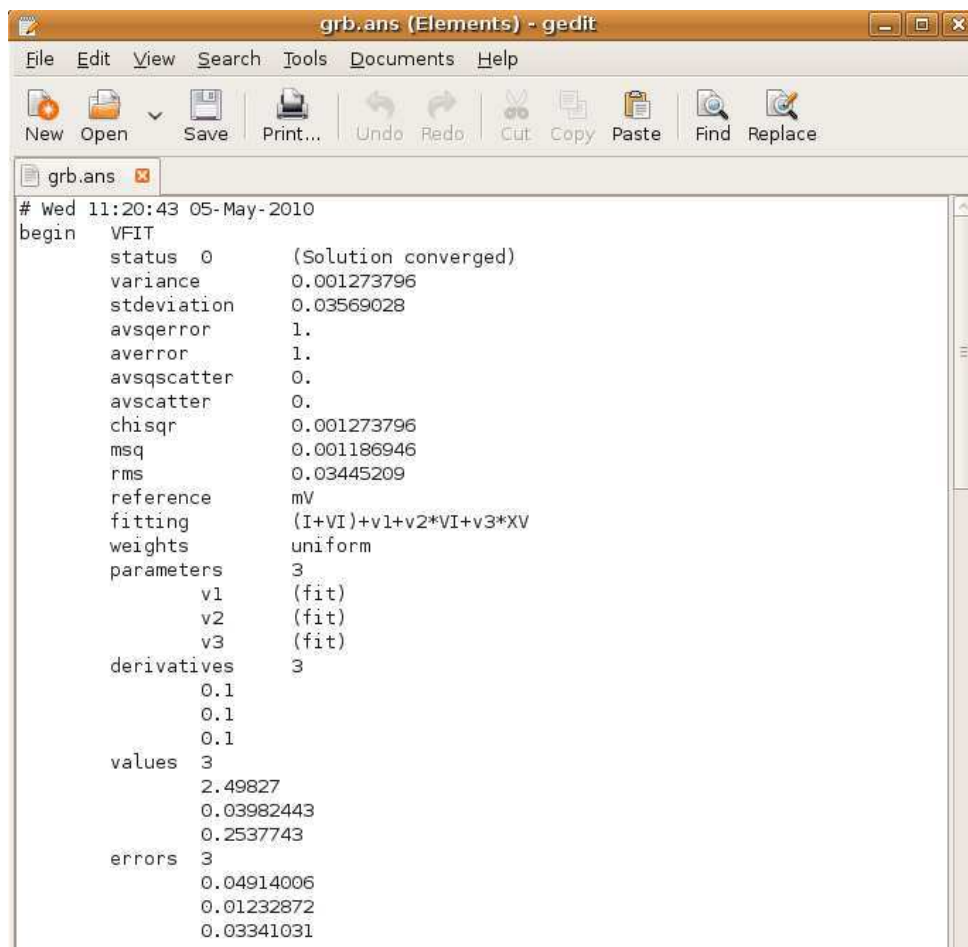 grb.ans (Elements) - gedit
File Edit View Search Tools Documents Help
New Open Save Print... Undo Redo Cut Copy Paste Find Replace
grb.ans
# Wed 11:20:43 05-May-2010
begin VFIT
status 0 (Solution converged)
variance 0.001273796
stdeviation 0.03569028
avsqerror 1.
averror 1.
avsqscatter 0.
avscatter 0.
chisqr 0.001273796
msq 0.001186946
rms 0.03445209
reference mV
fitting (I+VI)+v1+v2*VI+v3*XV
weights uniform
parameters 3
v1 (fit)
v2 (fit)
v3 (fit)
derivatives 3
0.1
0.1
0.1
values 3
2.49827
0.03982443
0.2537743
errors 3
0.04914006
0.01232872
0.03341031